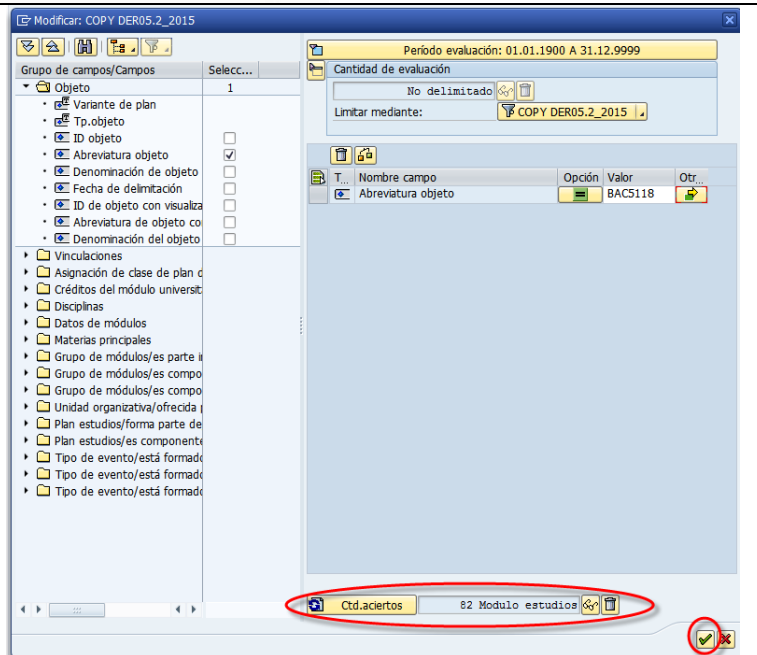 Modificar: COPY DER05.2_2015
Grupo de campos/Campos Selecc...
Objeto 1
Variante de plan
Tp.objeto
ID objeto
Abreviatura objeto
Denominación de objeto
Fecha de delimitación
ID de objeto con visualiza
Abreviatura de objeto co
Denominación del objeto
Vinculaciones
Asignación de clase de plan d
Créditos del módulo universit
Disciplinas
Datos de módulos
Materias principales
Grupo de módulos/es parte i
Grupo de módulos/es compo
Grupo de módulos/es compo
Unidad organizativa/ofrecida p
Plan estudios/forma parte de
Plan estudios/es componente
Tipo de evento/está formado
Tipo de evento/está formado
Tipo de evento/está formado
Período evaluación: 01.01.1900 A 31.12.9999
Cantidad de evaluación
No delimitado
Limitar mediante: COPY DER05.2_2015
T... Nombre campo Opción Valor Otr...
Abreviatura objeto = BAC5118
Ctd.aciertos 82 Modulo estudios